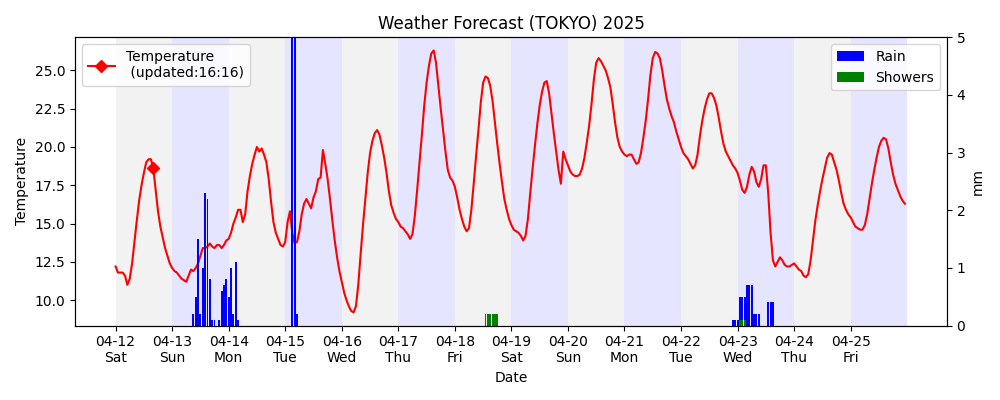 Weather Forecast (TOKYO) 2025
Temperature
(updated:16:16)
Rain
Showers
Temperature
25.0
22.5
20.0
17.5
15.0
12.5
10.0
5
4
3
2
1
0
mm
04-12 04-13 04-14 04-15 04-16 04-17 04-18 04-19 04-20 04-21 04-22 04-23 04-24 04-25
Sat Sun Mon Tue Wed Thu Fri Sat Sun Mon Tue Wed Thu Fri
Date